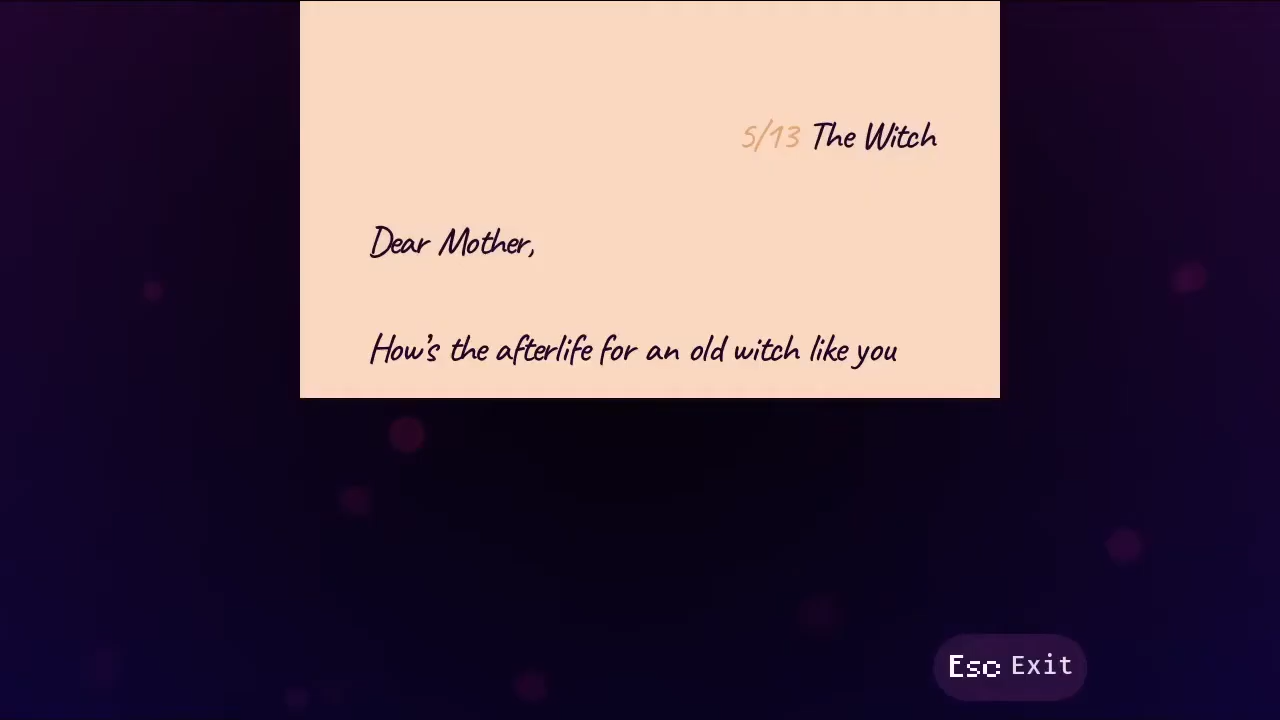 5/13 The Witch
Dear Mother,
How's the afterlife for an old witch like you
Esc Exit